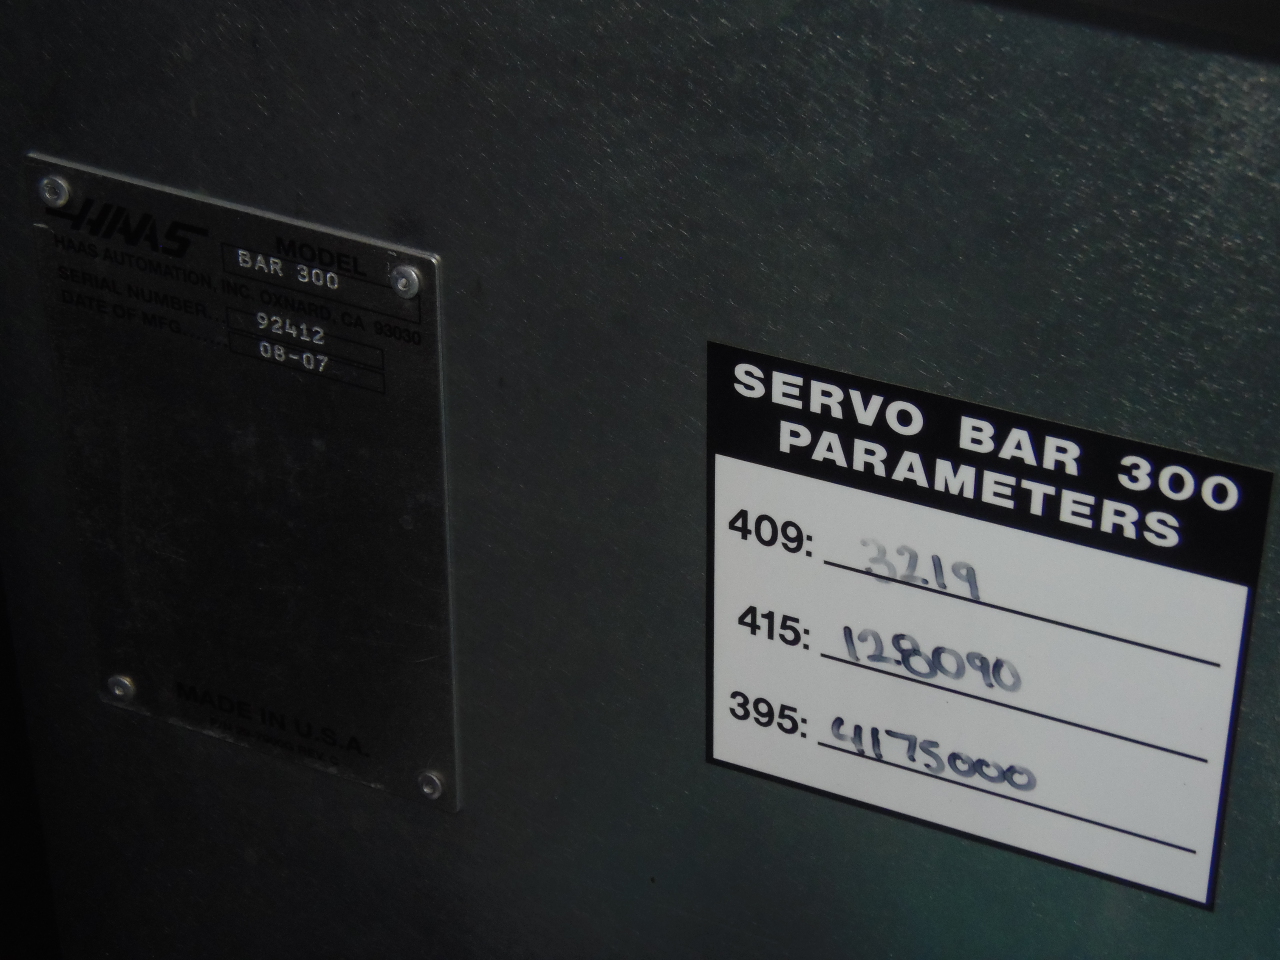 HAAS
MODEL
BAR 300
HAAS AUTOMATION, INC. OXNARD, CA 93030
SERIAL NUMBER... 92412
DATE OF MFG...... 08-07
MADE IN U.S.A.
SERVO BAR 300
PARAMETERS
409: 3219
415: 128090
395: 4175000